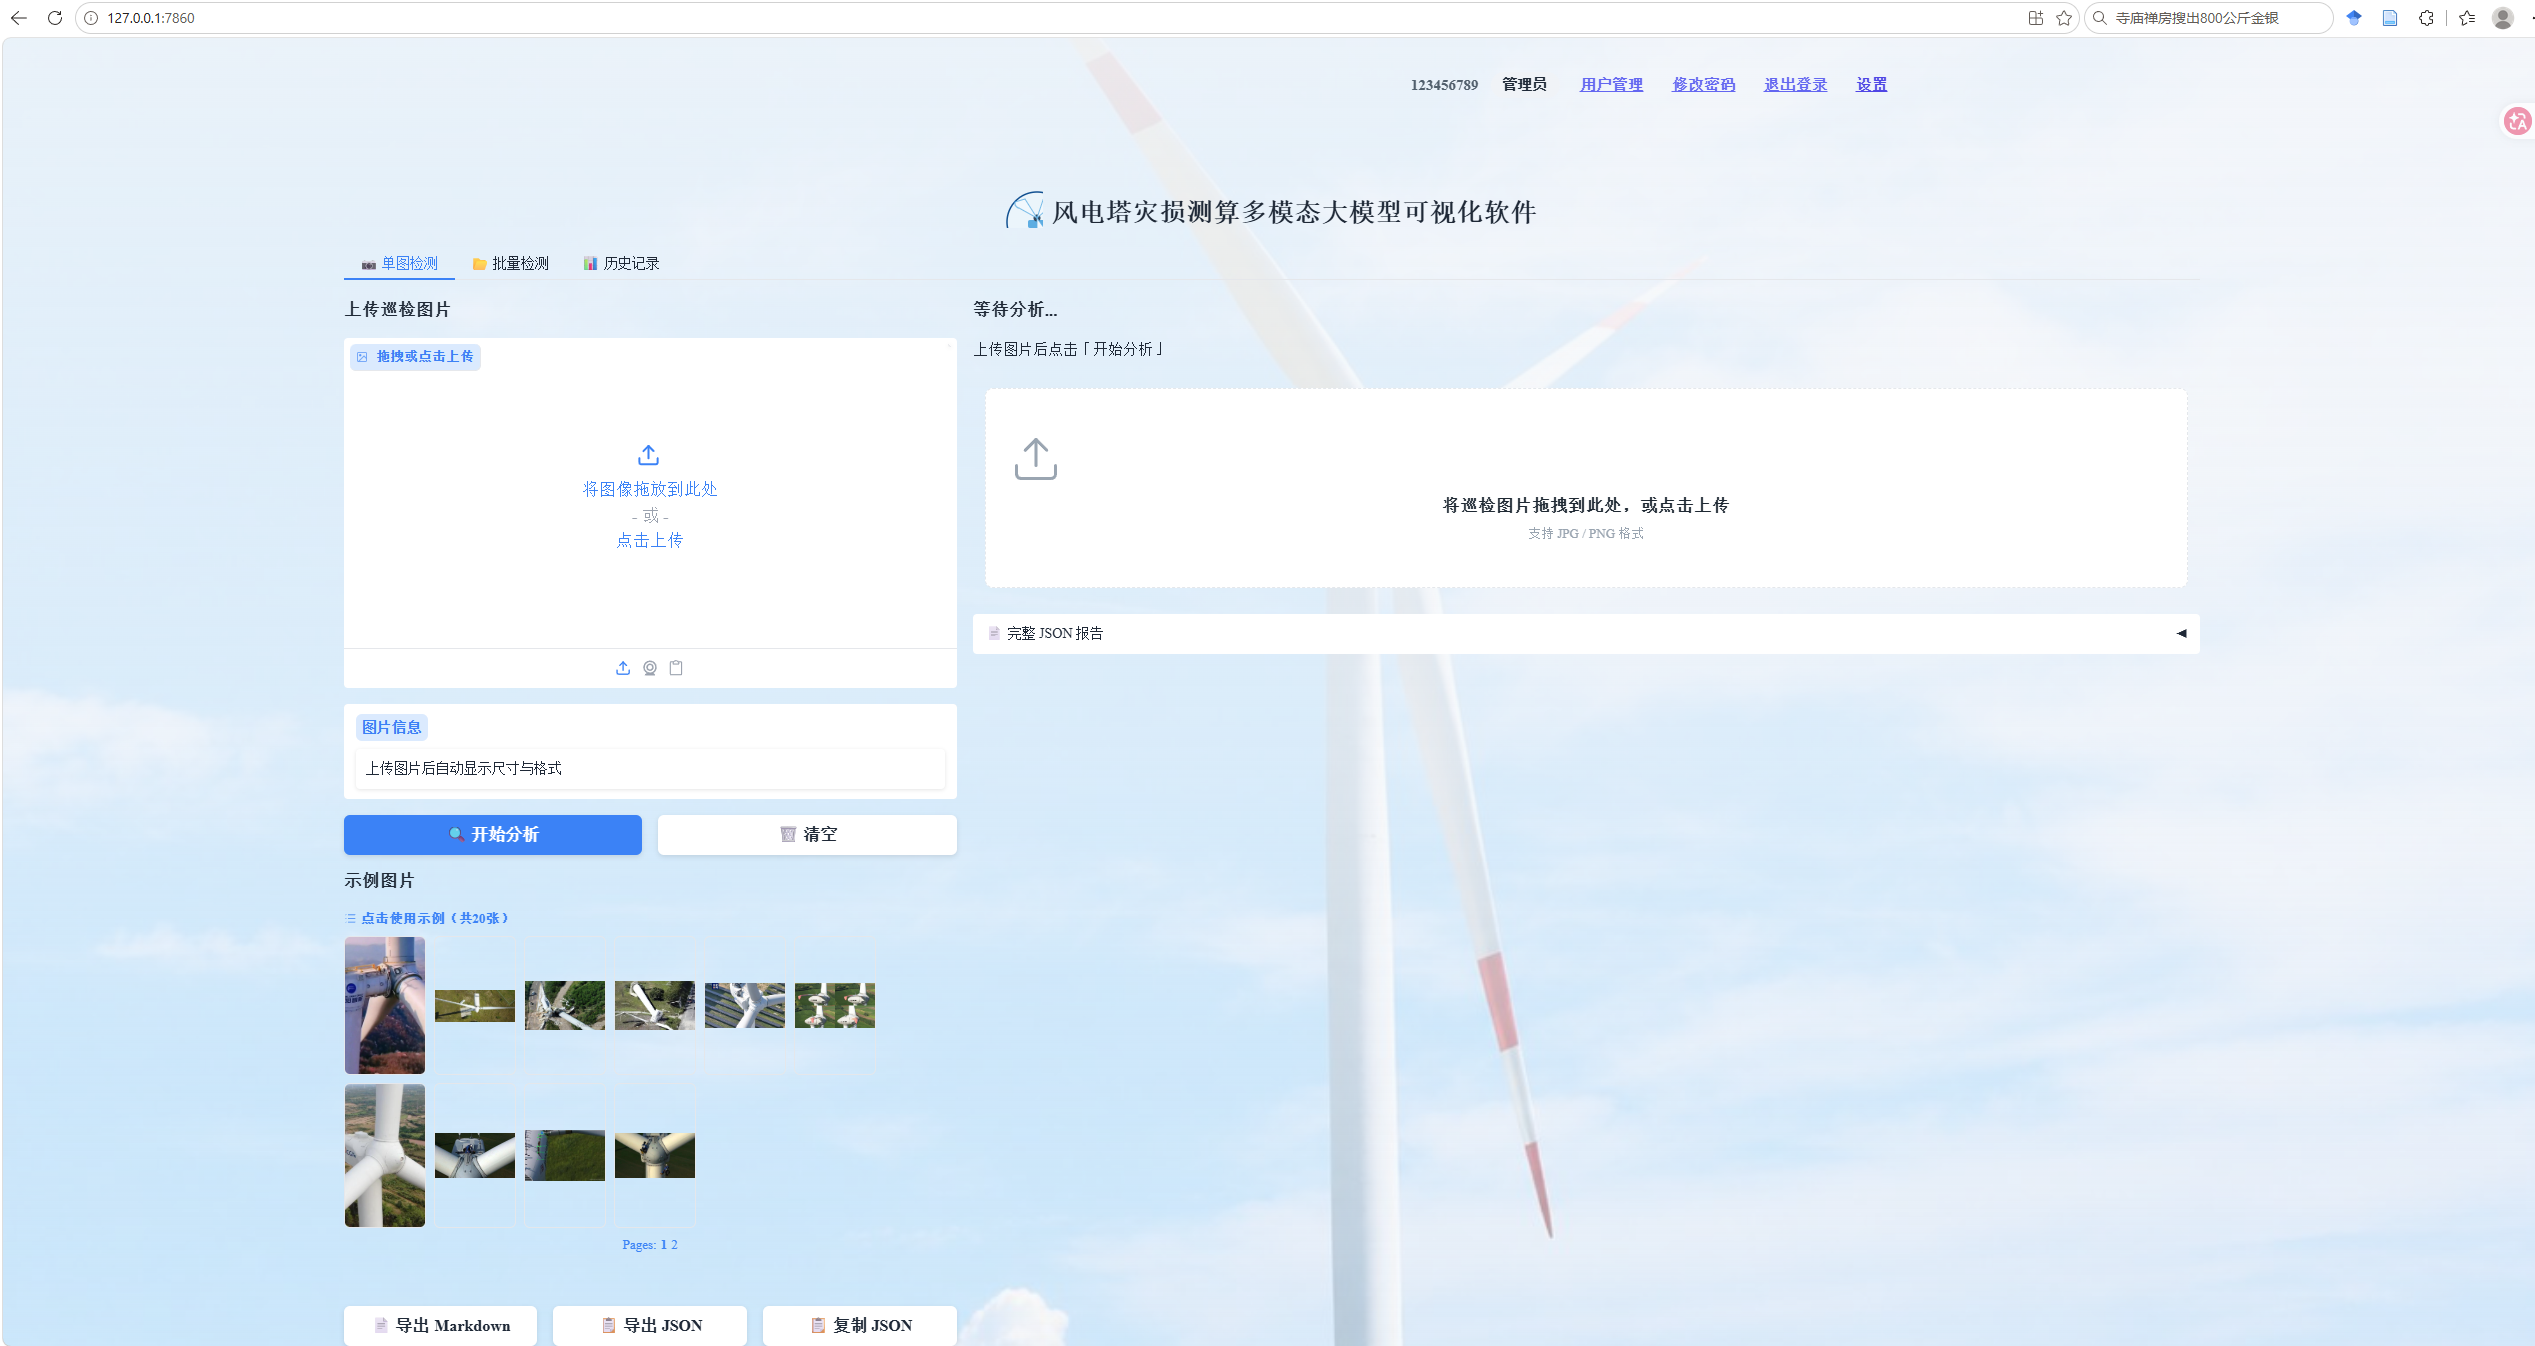 127.0.0.1:7860
寺庙禅房搜出800公斤金银
123456789 管理员 用户管理 修改密码 退出登录 设置
风电塔灾损测算多模态大模型可视化软件
单图检测 批量检测 历史记录
上传巡检图片
拖拽或点击上传
将图像拖放到此处
- 或 -
点击上传
图片信息
上传图片后自动显示尺寸与格式
开始分析 清空
示例图片
点击使用示例（共20张）
Pages: 1 2
导出 Markdown 导出 JSON 复制 JSON
等待分析...
上传图片后点击「开始分析」
将巡检图片拖拽到此处，或点击上传
支持 JPG / PNG 格式
完整 JSON 报告